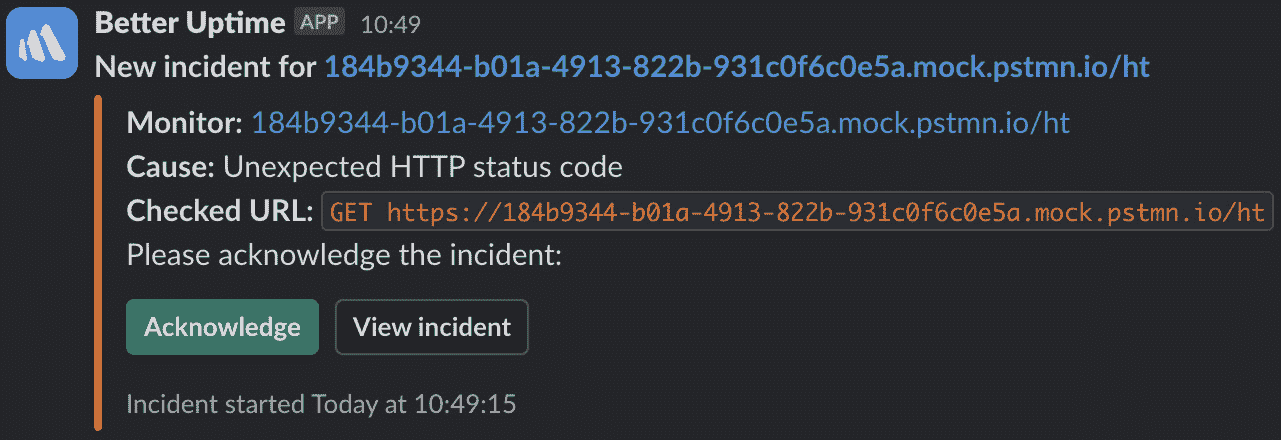 Better Uptime APP 10:49
New incident for 184b9344-b01a-4913-822b-931c0f6c0e5a.mock.pstmn.io/ht
Monitor: 184b9344-b01a-4913-822b-931c0f6c0e5a.mock.pstmn.io/ht
Cause: Unexpected HTTP status code
Checked URL: GET https://184b9344-b01a-4913-822b-931c0f6c0e5a.mock.pstmn.io/ht
Please acknowledge the incident:
Acknowledge View incident
Incident started Today at 10:49:15